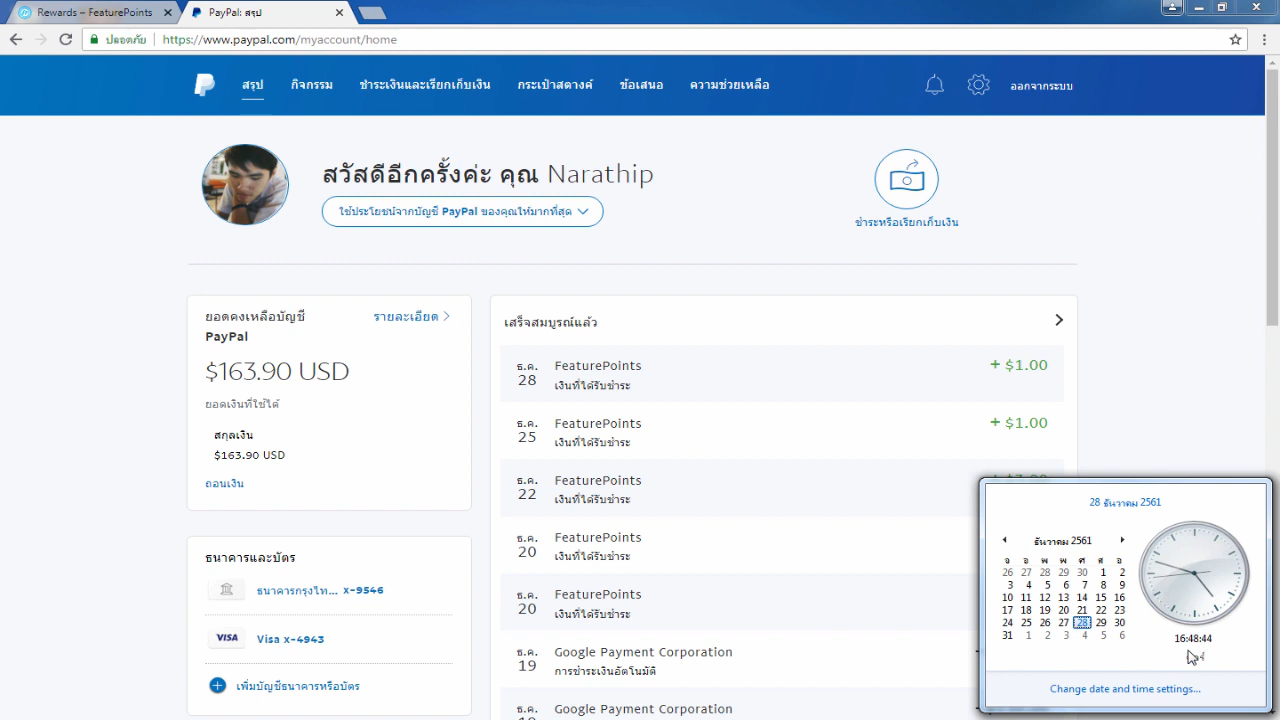 Rewards – FeaturePoints
PayPal: สรุป
ปลอดภัย
https://www.paypal.com/myaccount/home
สรุป
กิจกรรม
ชำระเงินและเรียกเก็บเงิน
กระเป๋าสตางค์
ข้อเสนอ
ความช่วยเหลือ
ออกจากระบบ
สวัสดีอีกครั้งค่ะ คุณ Narathip
ใช้ประโยชน์จากบัญชี PayPal ของคุณให้มากที่สุด
ชำระหรือเรียกเก็บเงิน
ยอดคงเหลือบัญชี
PayPal
รายละเอียด
$163.90 USD
ยอดเงินที่ใช้ได้
สกุลเงิน
$163.90 USD
ถอนเงิน
ธนาคารและบัตร
ธนาคารกรุงไท... x-9546
VISA
Visa x-4943
เพิ่มบัญชีธนาคารหรือบัตร
เสร็จสมบูรณ์แล้ว
ธ.ค.
28
FeaturePoints
เงินที่ได้รับชำระ
+ $1.00
ธ.ค.
25
FeaturePoints
เงินที่ได้รับชำระ
+ $1.00
ธ.ค.
22
FeaturePoints
เงินที่ได้รับชำระ
ธ.ค.
20
FeaturePoints
เงินที่ได้รับชำระ
ธ.ค.
20
FeaturePoints
เงินที่ได้รับชำระ
ธ.ค.
19
Google Payment Corporation
การชำระเงินอัตโนมัติ
ธ.ค.
Google Payment Corporation
28 ธันวาคม 2561
ธันวาคม 2561
อ จ อ พ พ ศ ส
26 27 28 29 30 1 2
3 4 5 6 7 8 9
10 11 12 13 14 15 16
17 18 19 20 21 22 23
24 25 26 27 28 29 30
31 1 2 3 4 5 6
16:48:44
Change date and time settings...